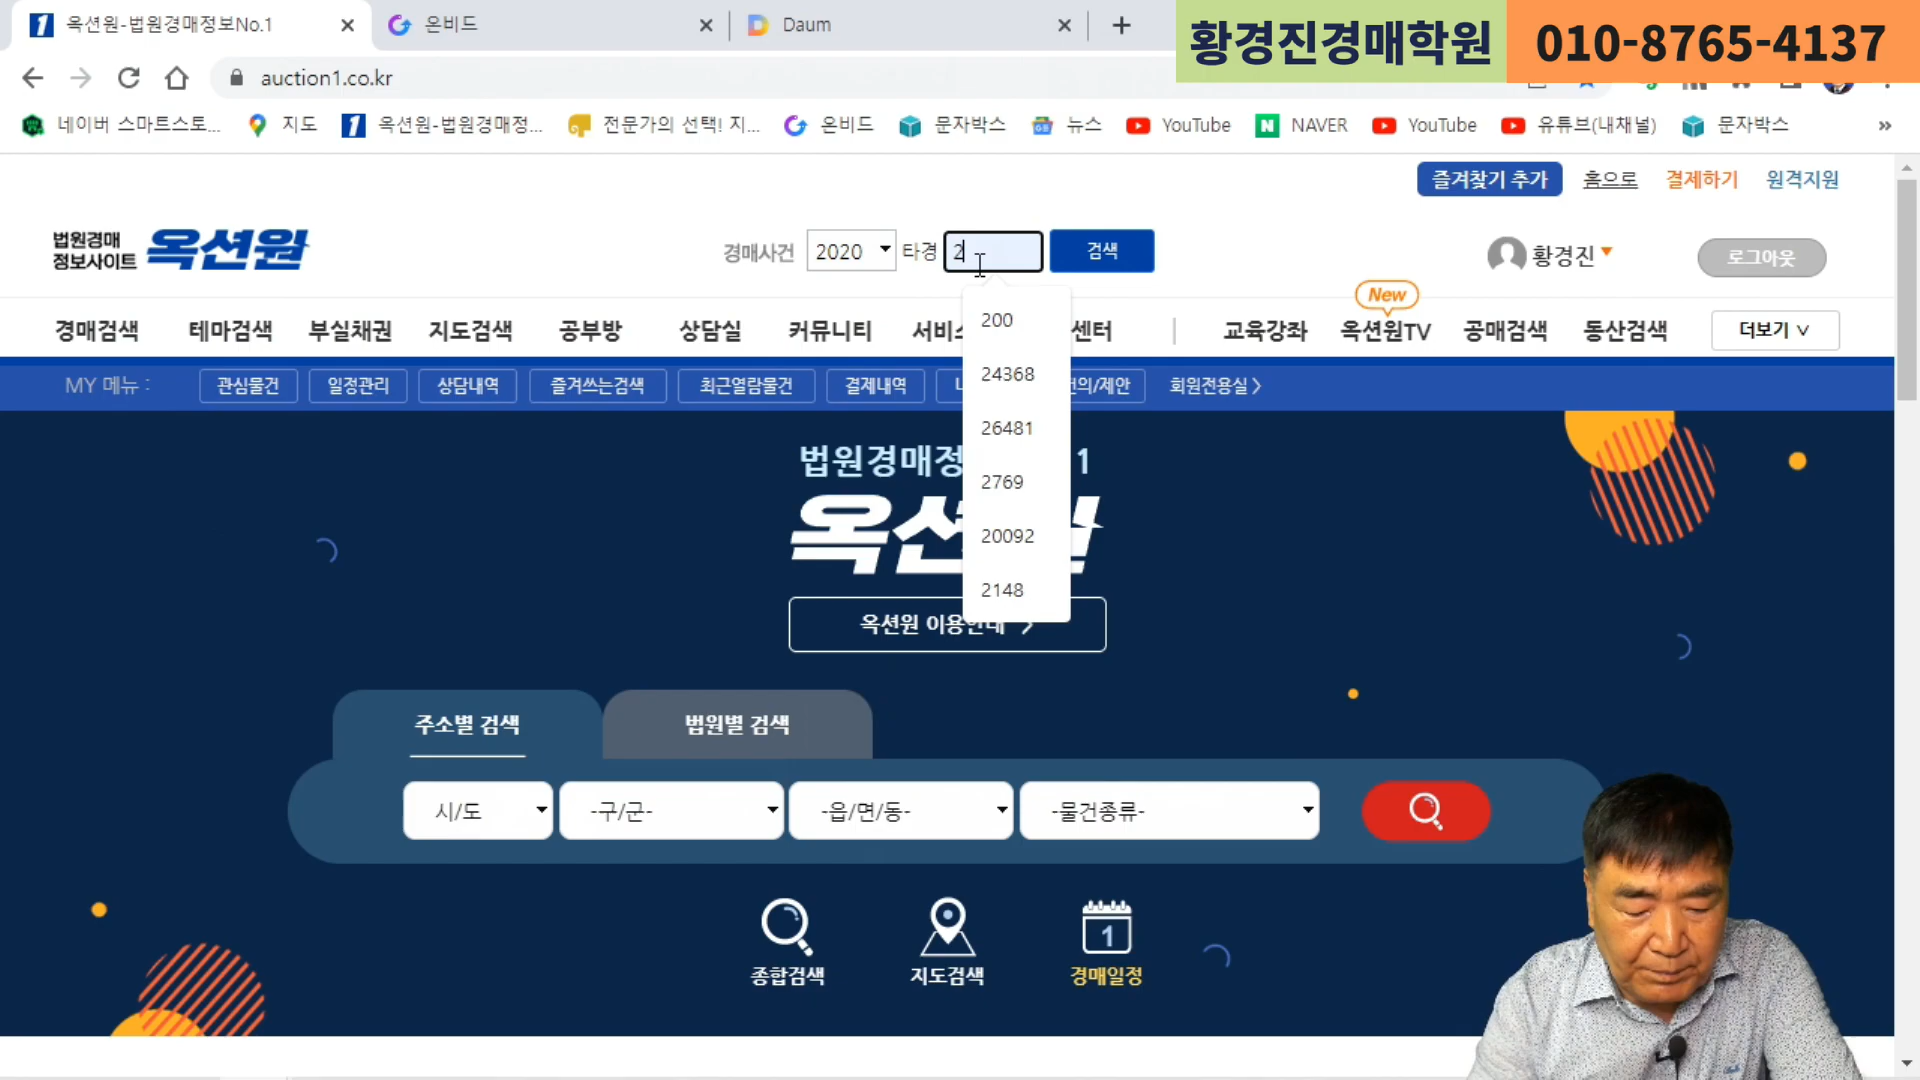 옥션원-법원경매정보No.1
온비드
Daum
황경진경매학원
010-8765-4137
auction1.co.kr
네이버 스마트스토...
지도
옥션원-법원경매정...
전문가의 선택! 지...
온비드
문자박스
뉴스
YouTube
NAVER
YouTube
유튜브(내채널)
문자박스
즐겨찾기 추가
홈으로
결제하기
원격지원
법원경매
정보사이트
옥션원
경매사건
2020
타경
2
검색
황경진
로그아웃
New
경매검색
테마검색
부실채권
지도검색
공부방
상담실
커뮤니티
서비스
센터
교육강좌
옥션원TV
공매검색
동산검색
더보기
MY 메뉴 :
관심물건
일정관리
상담내역
즐겨쓰는검색
최근열람물건
결제내역
건의/제안
회원전용실
200
24368
26481
2769
20092
2148
법원경매정 1
옥션원
옥션원 이용안내
주소별 검색
법원별 검색
시/도
-구/군-
-읍/면/동-
-물건종류-
종합검색
지도검색
1
경매일정